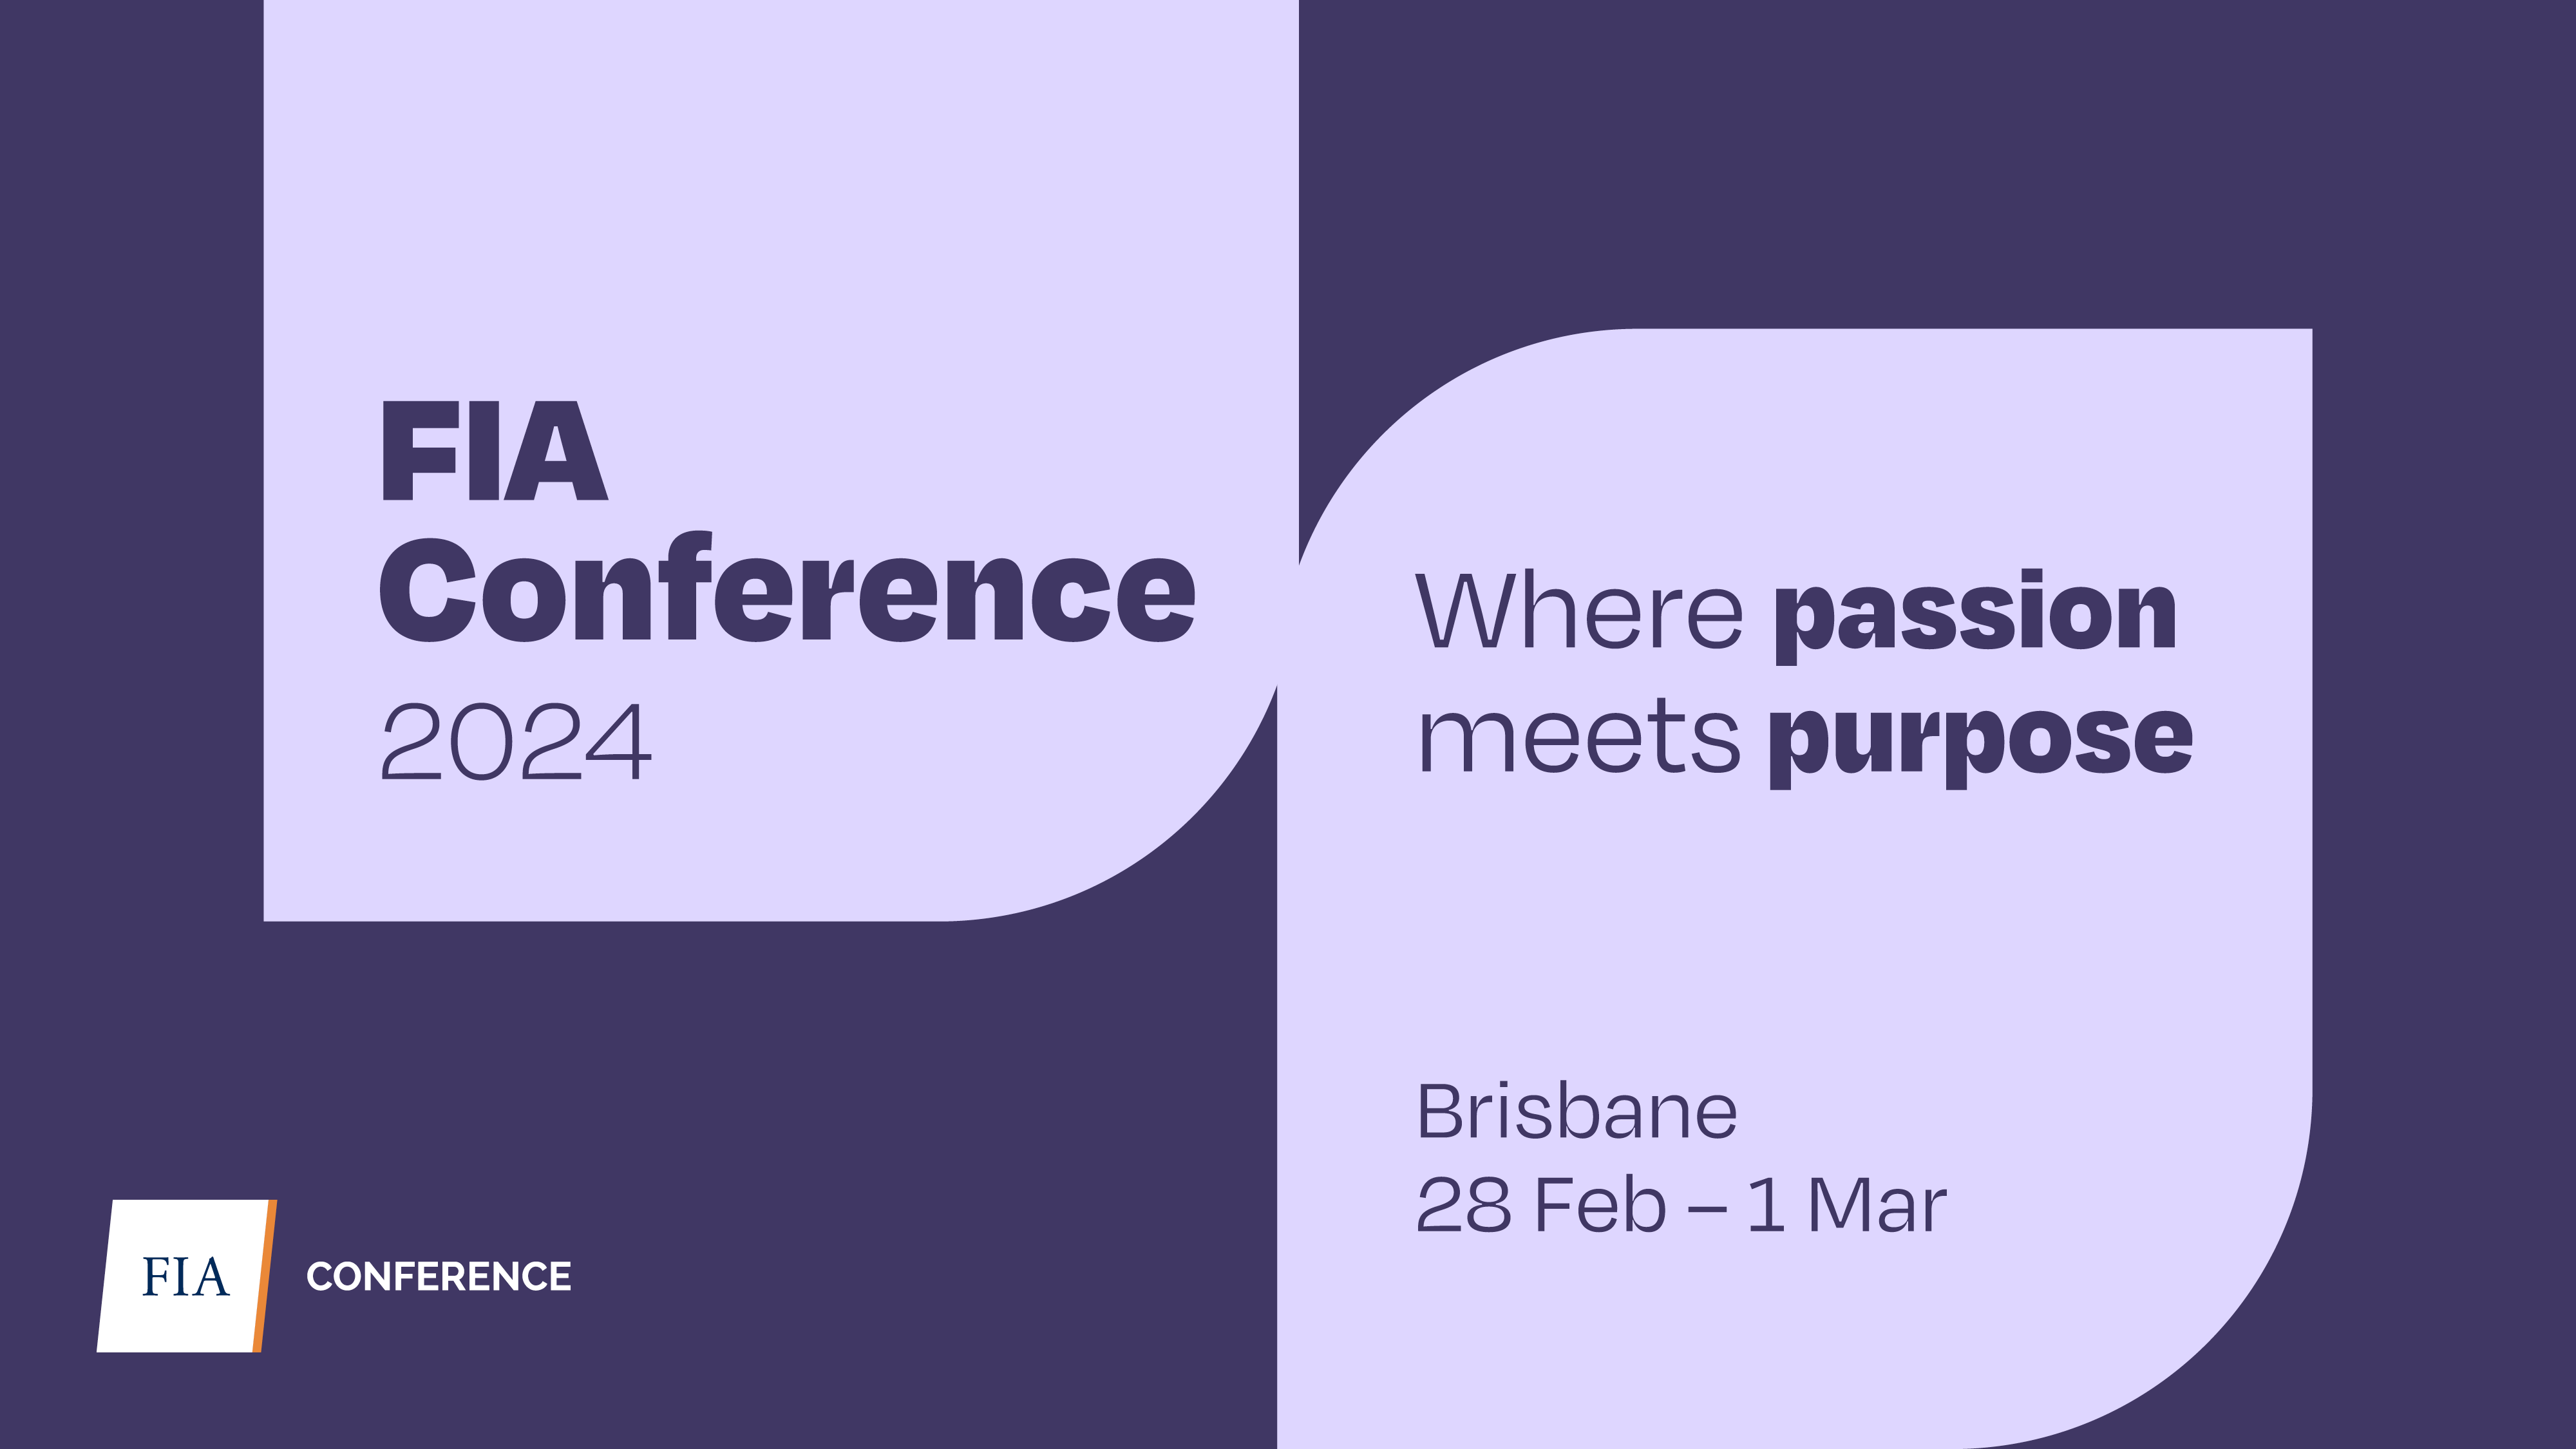 FIA
Conference
2024
Where passion
meets purpose
Brisbane
28 Feb – 1 Mar
FIA CONFERENCE